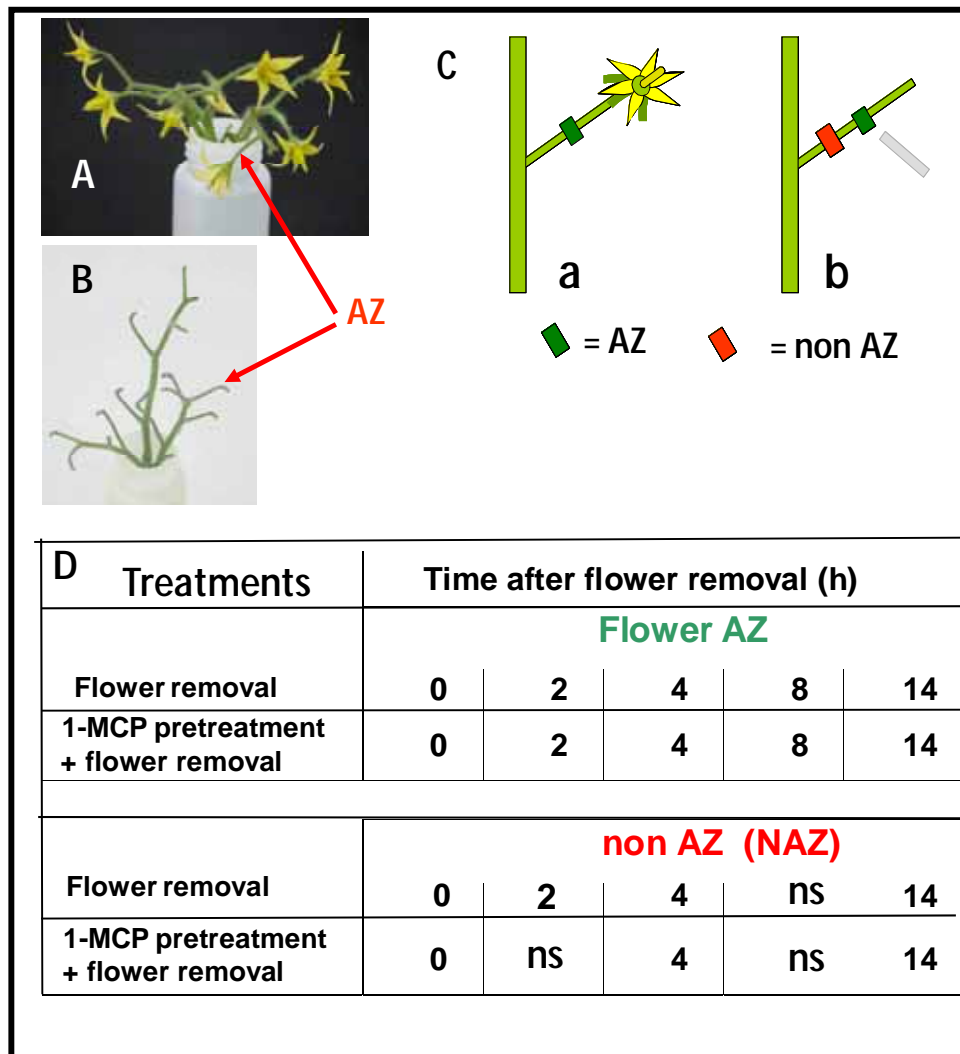 A
B
AZ
C
a
b
= AZ
= non AZ
D
Treatments
Time after flower removal (h)
Flower AZ
Flower removal 0 2 4 8 14
1-MCP pretreatment
+ flower removal 0 2 4 8 14
non AZ (NAZ)
Flower removal 0 2 4 ns 14
1-MCP pretreatment
+ flower removal 0 ns 4 ns 14